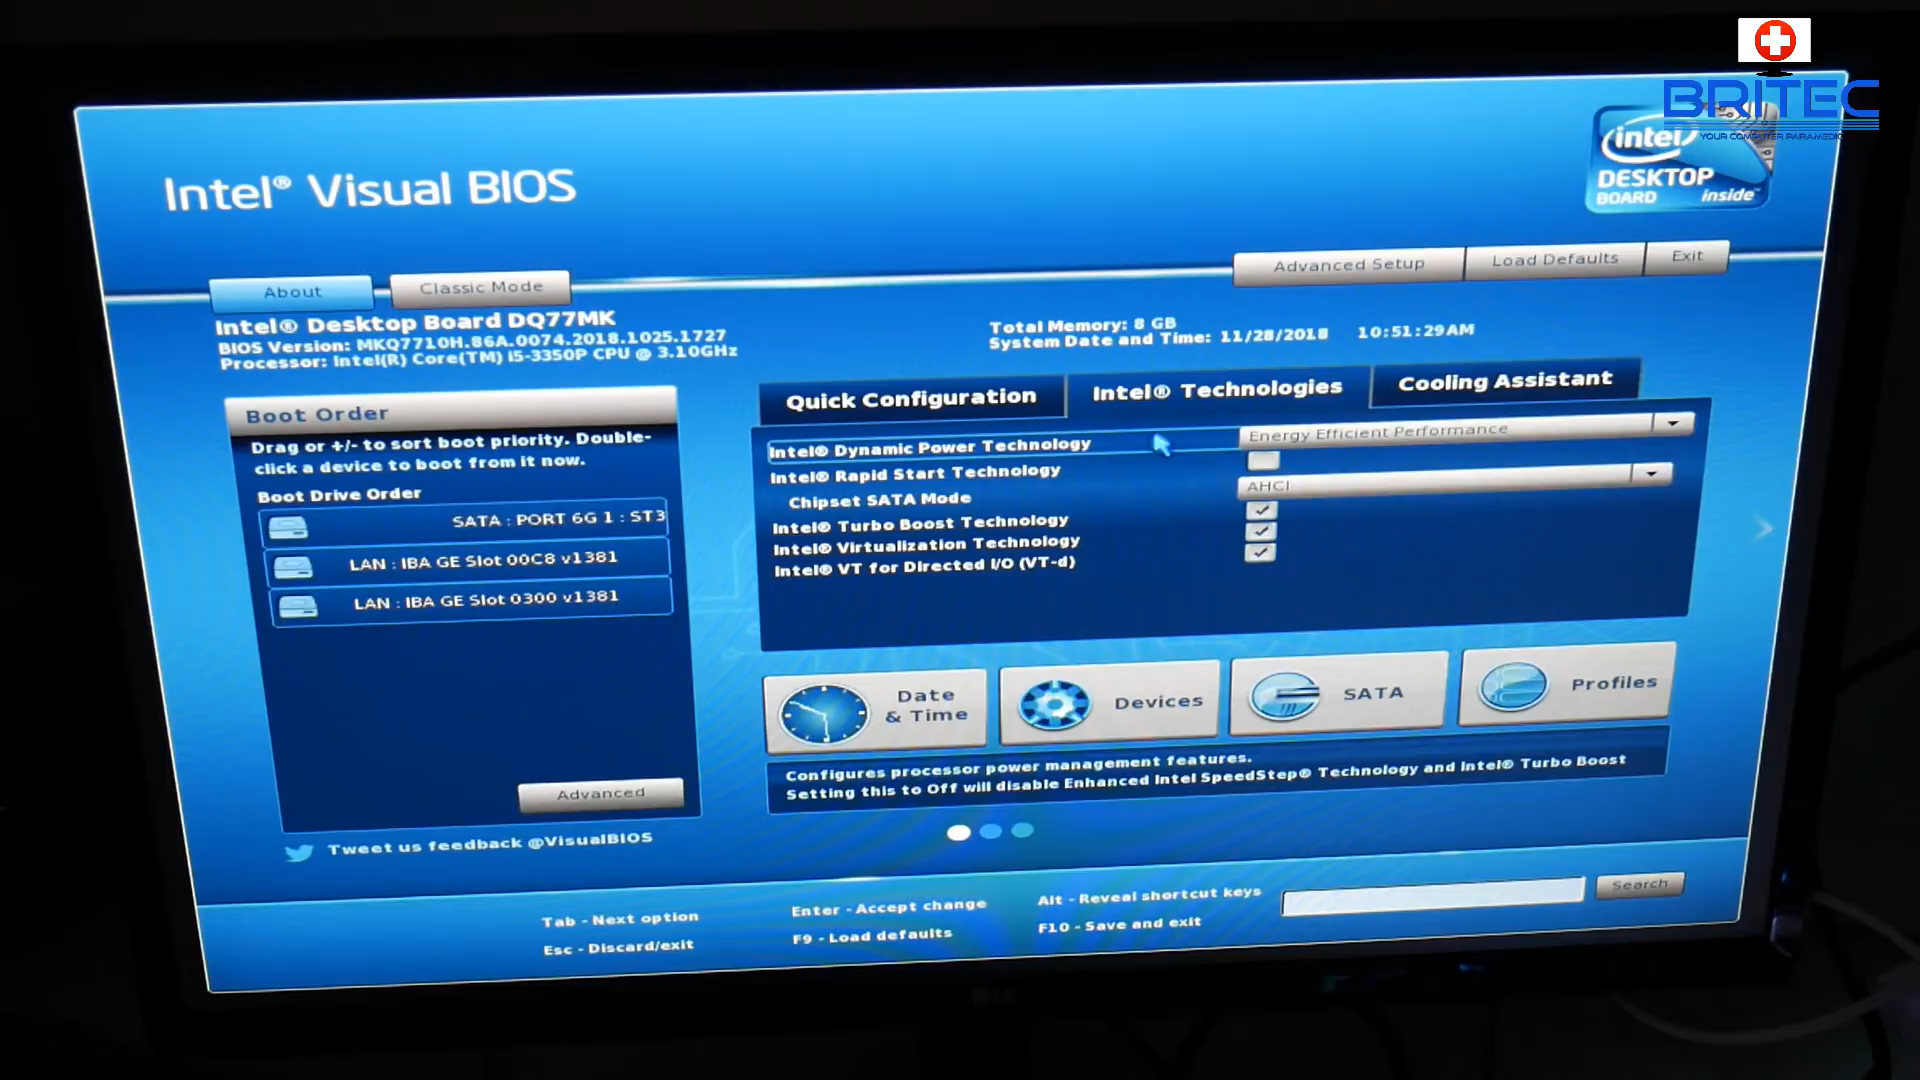 BRITEC
YOUR COMPUTER PARAMEDIC
Intel® Visual BIOS
intel
DESKTOP
BOARD inside™
Advanced Setup Load Defaults Exit
About Classic Mode
Intel® Desktop Board DQ77MK
BIOS Version: MKQ7710H.86A.0074.2018.1025.1727
Processor: Intel(R) Core(TM) i5-3350P CPU @ 3.10GHz
Total Memory: 8 GB
System Date and Time: 11/28/2018 10:51:29AM
Boot Order
Drag or +/- to sort boot priority. Double-
click a device to boot from it now.
Boot Drive Order
SATA : PORT 6G 1 : ST3
LAN : IBA GE Slot 00C8 v1381
LAN : IBA GE Slot 0300 v1381
Advanced
Quick Configuration Intel® Technologies Cooling Assistant
Intel® Dynamic Power Technology Energy Efficient Performance
Intel® Rapid Start Technology
Chipset SATA Mode AHCI
Intel® Turbo Boost Technology
Intel® Virtualization Technology
Intel® VT for Directed I/O (VT-d)
Date
& Time
Devices
SATA
Profiles
Configures processor power management features.
Setting this to Off will disable Enhanced Intel SpeedStep® Technology and Intel® Turbo Boost
Tweet us feedback @VisualBIOS
Tab - Next option Enter - Accept change Alt - Reveal shortcut keys Search
Esc - Discard/exit F9 - Load defaults F10 - Save and exit
LG